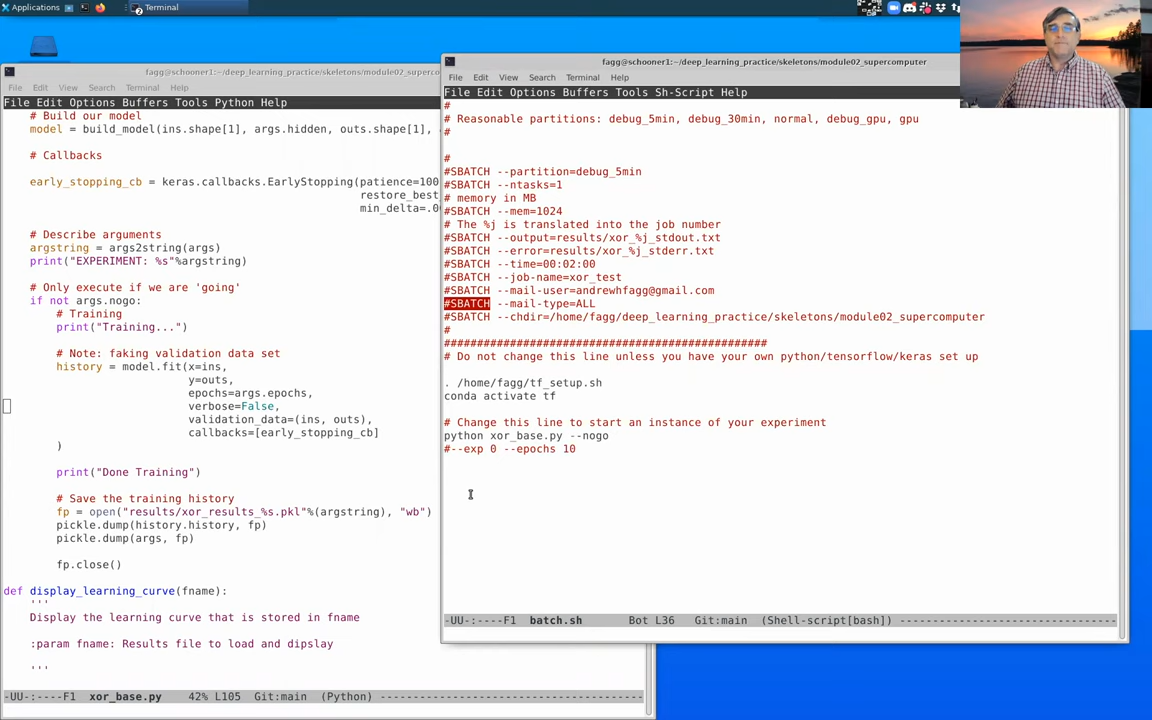 Applications
Terminal
fagg@schooner1:~/deep_learning_practice/skeletons/module02_superco
File Edit View Search Terminal Help
File Edit Options Buffers Tools Python Help
# Build our model
model = build_model(ins.shape[1], args.hidden, outs.shape[1],
# Callbacks
early_stopping_cb = keras.callbacks.EarlyStopping(patience=100
restore_best
min_delta=.00
# Describe arguments
argstring = args2string(args)
print("EXPERIMENT: %s"%argstring)
# Only execute if we are 'going'
if not args.nogo:
# Training
print("Training...")
# Note: faking validation data set
history = model.fit(x=ins,
y=outs,
epochs=args.epochs,
verbose=False,
validation_data=(ins, outs),
callbacks=[early_stopping_cb]
)
print("Done Training")
# Save the training history
fp = open("results/xor_results_%s.pkl"%(argstring), "wb")
pickle.dump(history.history, fp)
pickle.dump(args, fp)
fp.close()
def display_learning_curve(fname):
'''
Display the learning curve that is stored in fname
:param fname: Results file to load and dipslay
'''
-UU-:----F1 xor_base.py 42% L105 Git:main (Python) ----------------------------------------
fagg@schooner1:~/deep_learning_practice/skeletons/module02_supercomputer
File Edit View Search Terminal Help
File Edit Options Buffers Tools Sh-Script Help
#
# Reasonable partitions: debug_5min, debug_30min, normal, debug_gpu, gpu
#
#
#SBATCH --partition=debug_5min
#SBATCH --ntasks=1
# memory in MB
#SBATCH --mem=1024
# The %j is translated into the job number
#SBATCH --output=results/xor_%j_stdout.txt
#SBATCH --error=results/xor_%j_stderr.txt
#SBATCH --time=00:02:00
#SBATCH --job-name=xor_test
#SBATCH --mail-user=andrewhfagg@gmail.com
#SBATCH --mail-type=ALL
#SBATCH --chdir=/home/fagg/deep_learning_practice/skeletons/module02_supercomputer
#
#################################################
# Do not change this line unless you have your own python/tensorflow/keras set up
. /home/fagg/tf_setup.sh
conda activate tf
# Change this line to start an instance of your experiment
python xor_base.py --nogo
#--exp 0 --epochs 10
-UU-:----F1 batch.sh Bot L36 Git:main (Shell-script[bash]) ---------------------------------